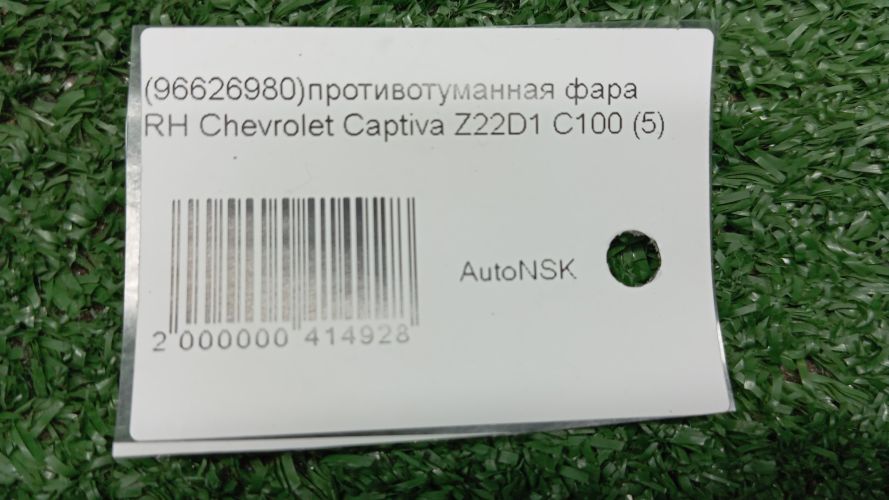 (96626980)противотуманная фара
RH Chevrolet Captiva Z22D1 C100 (5)
AutoNSK
2 000000 414928